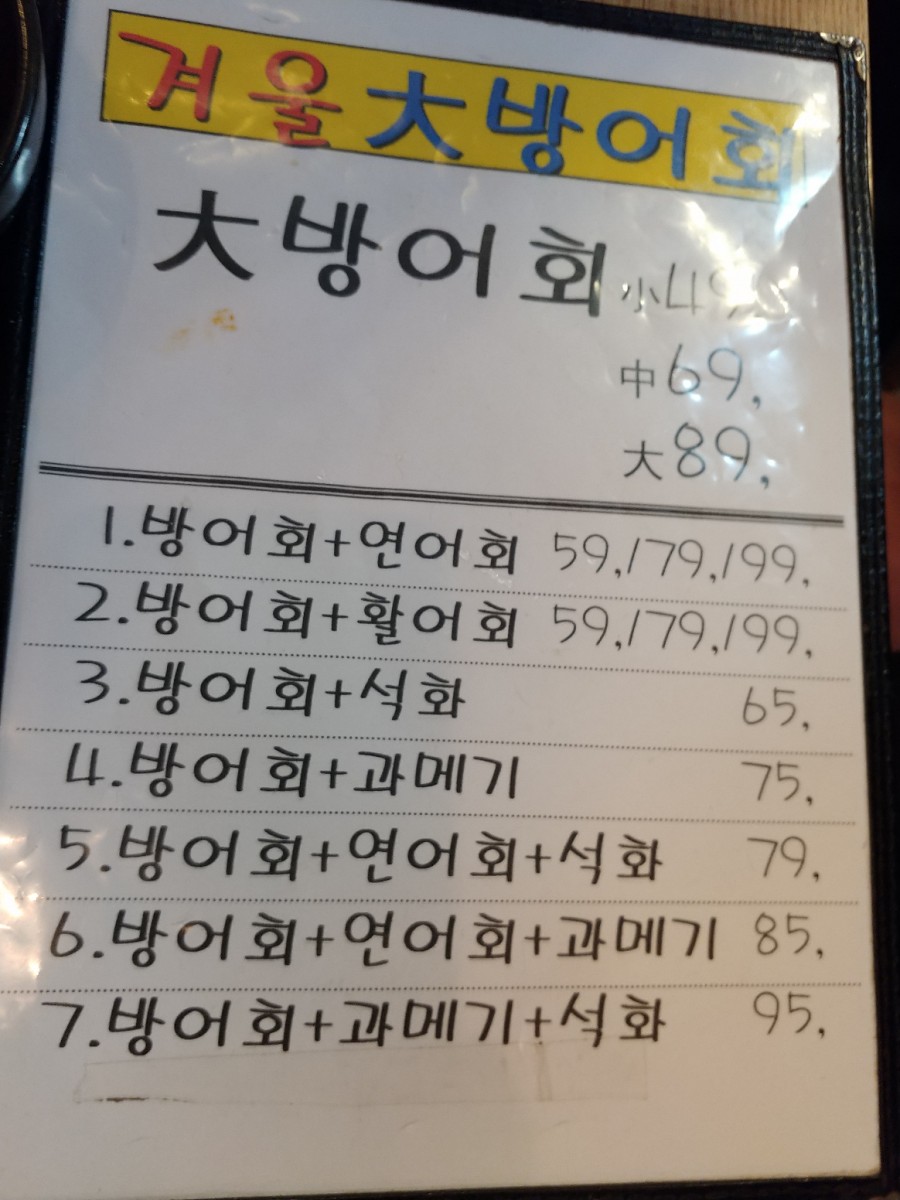 겨울大방어회
大방어회 小49,
中69,
大89,
1.방어회+연어회 59,/79,/99,
2.방어회+활어회 59,/79,/99,
3.방어회+석화 65,
4.방어회+과메기 75,
5.방어회+연어회+석화 79,
6.방어회+연어회+과메기 85,
7.방어회+과메기+석화 95,